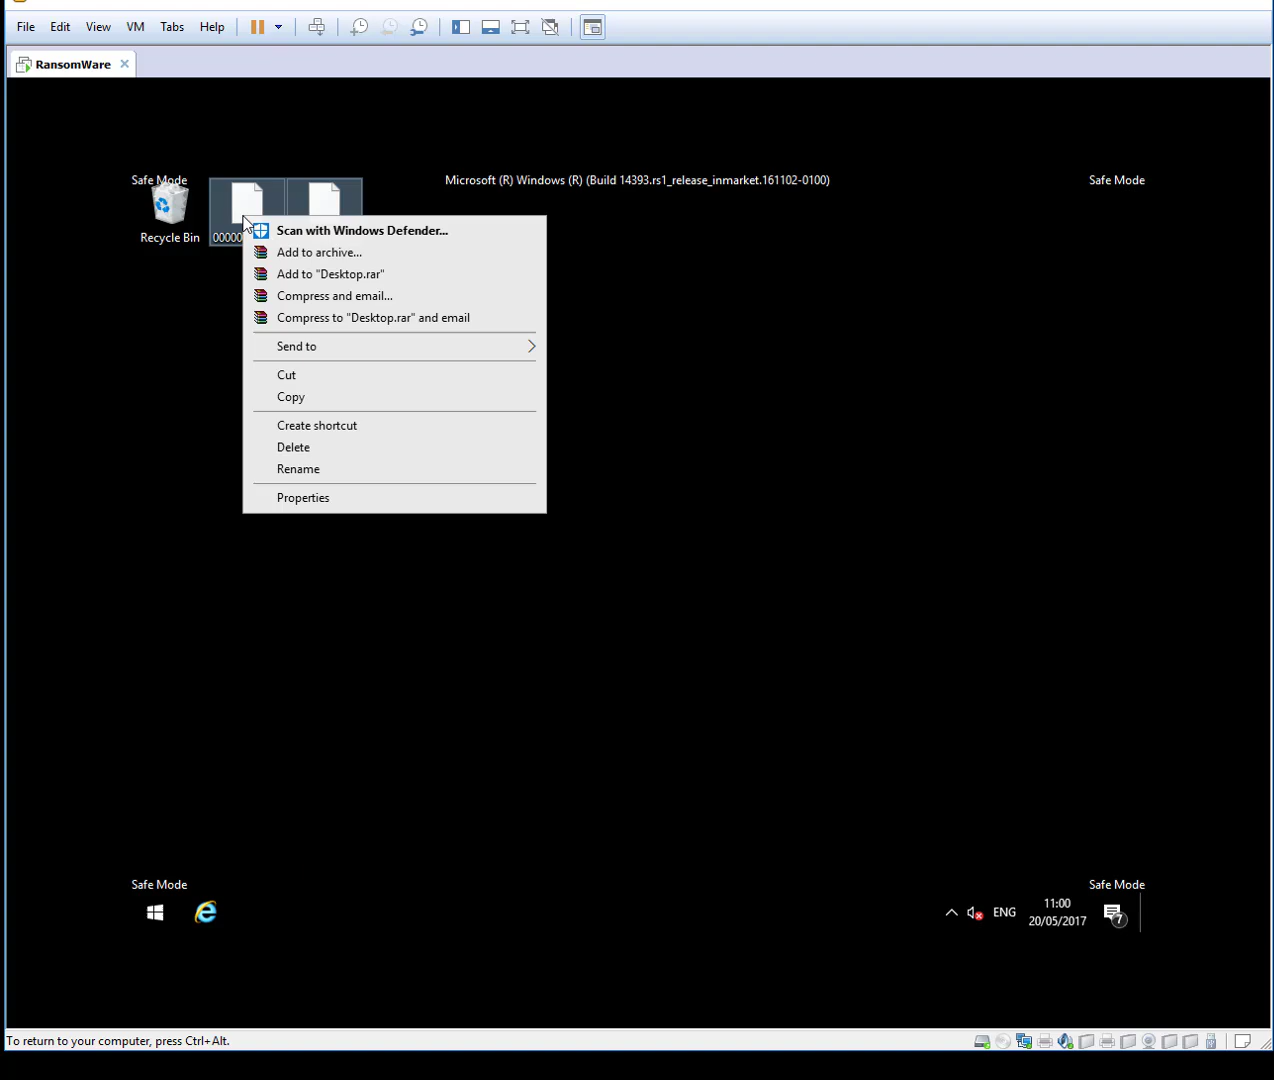 File Edit View VM Tabs Help
RansomWare
Safe Mode Microsoft (R) Windows (R) (Build 14393.rs1_release_inmarket.161102-0100) Safe Mode
Recycle Bin 00000
Scan with Windows Defender...
Add to archive...
Add to "Desktop.rar"
Compress and email...
Compress to "Desktop.rar" and email
Send to
Cut
Copy
Create shortcut
Delete
Rename
Properties
Safe Mode Safe Mode
ENG 11:00
20/05/2017 7
To return to your computer, press Ctrl+Alt.